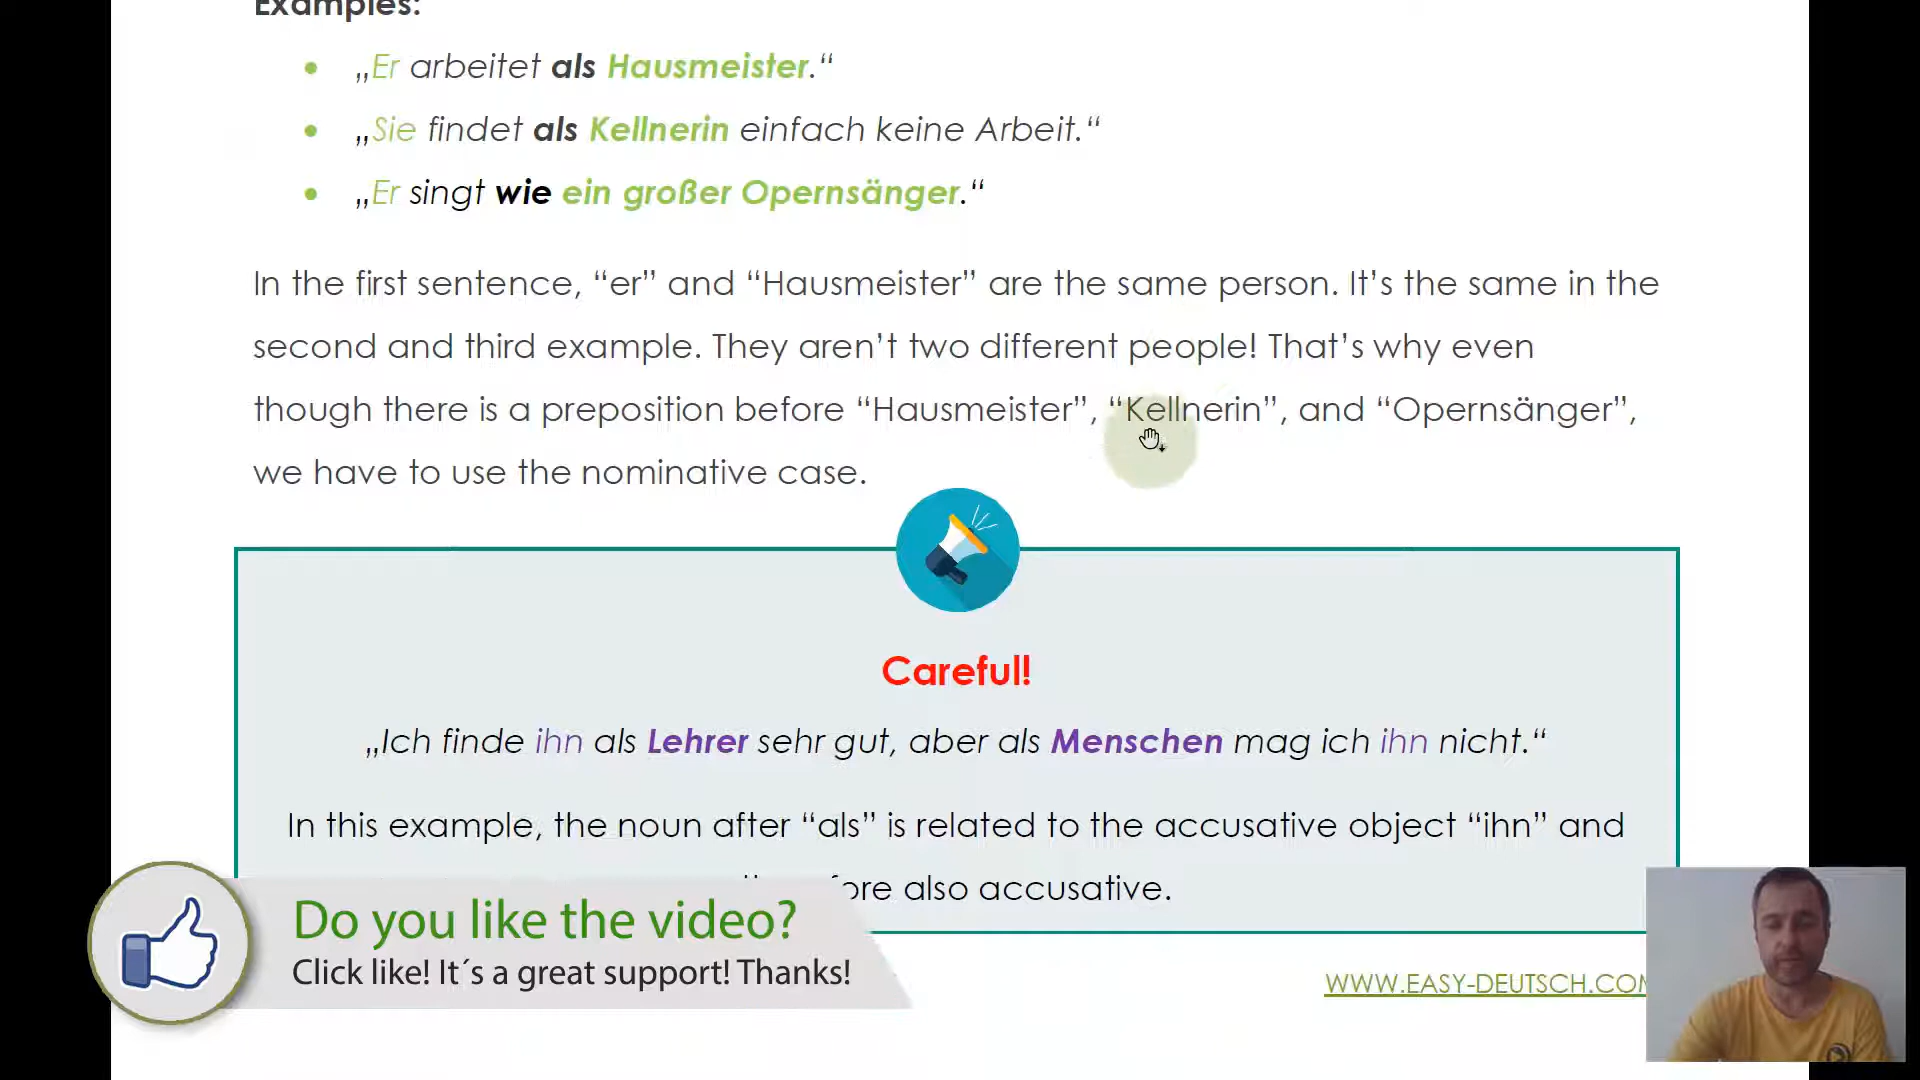 Examples:
„Er arbeitet als Hausmeister.“
„Sie findet als Kellnerin einfach keine Arbeit.“
„Er singt wie ein großer Opernsänger.“
In the first sentence, “er” and “Hausmeister” are the same person. It’s the same in the
second and third example. They aren’t two different people! That’s why even
though there is a preposition before “Hausmeister”, “Kellnerin”, and “Opernsänger”,
we have to use the nominative case.
Careful!
„Ich finde ihn als Lehrer sehr gut, aber als Menschen mag ich ihn nicht.“
In this example, the noun after “als” is related to the accusative object “ihn” and
also accusative.
Do you like the video?
Click like! It´s a great support! Thanks!
WWW.EASY-DEUTSCH.COM